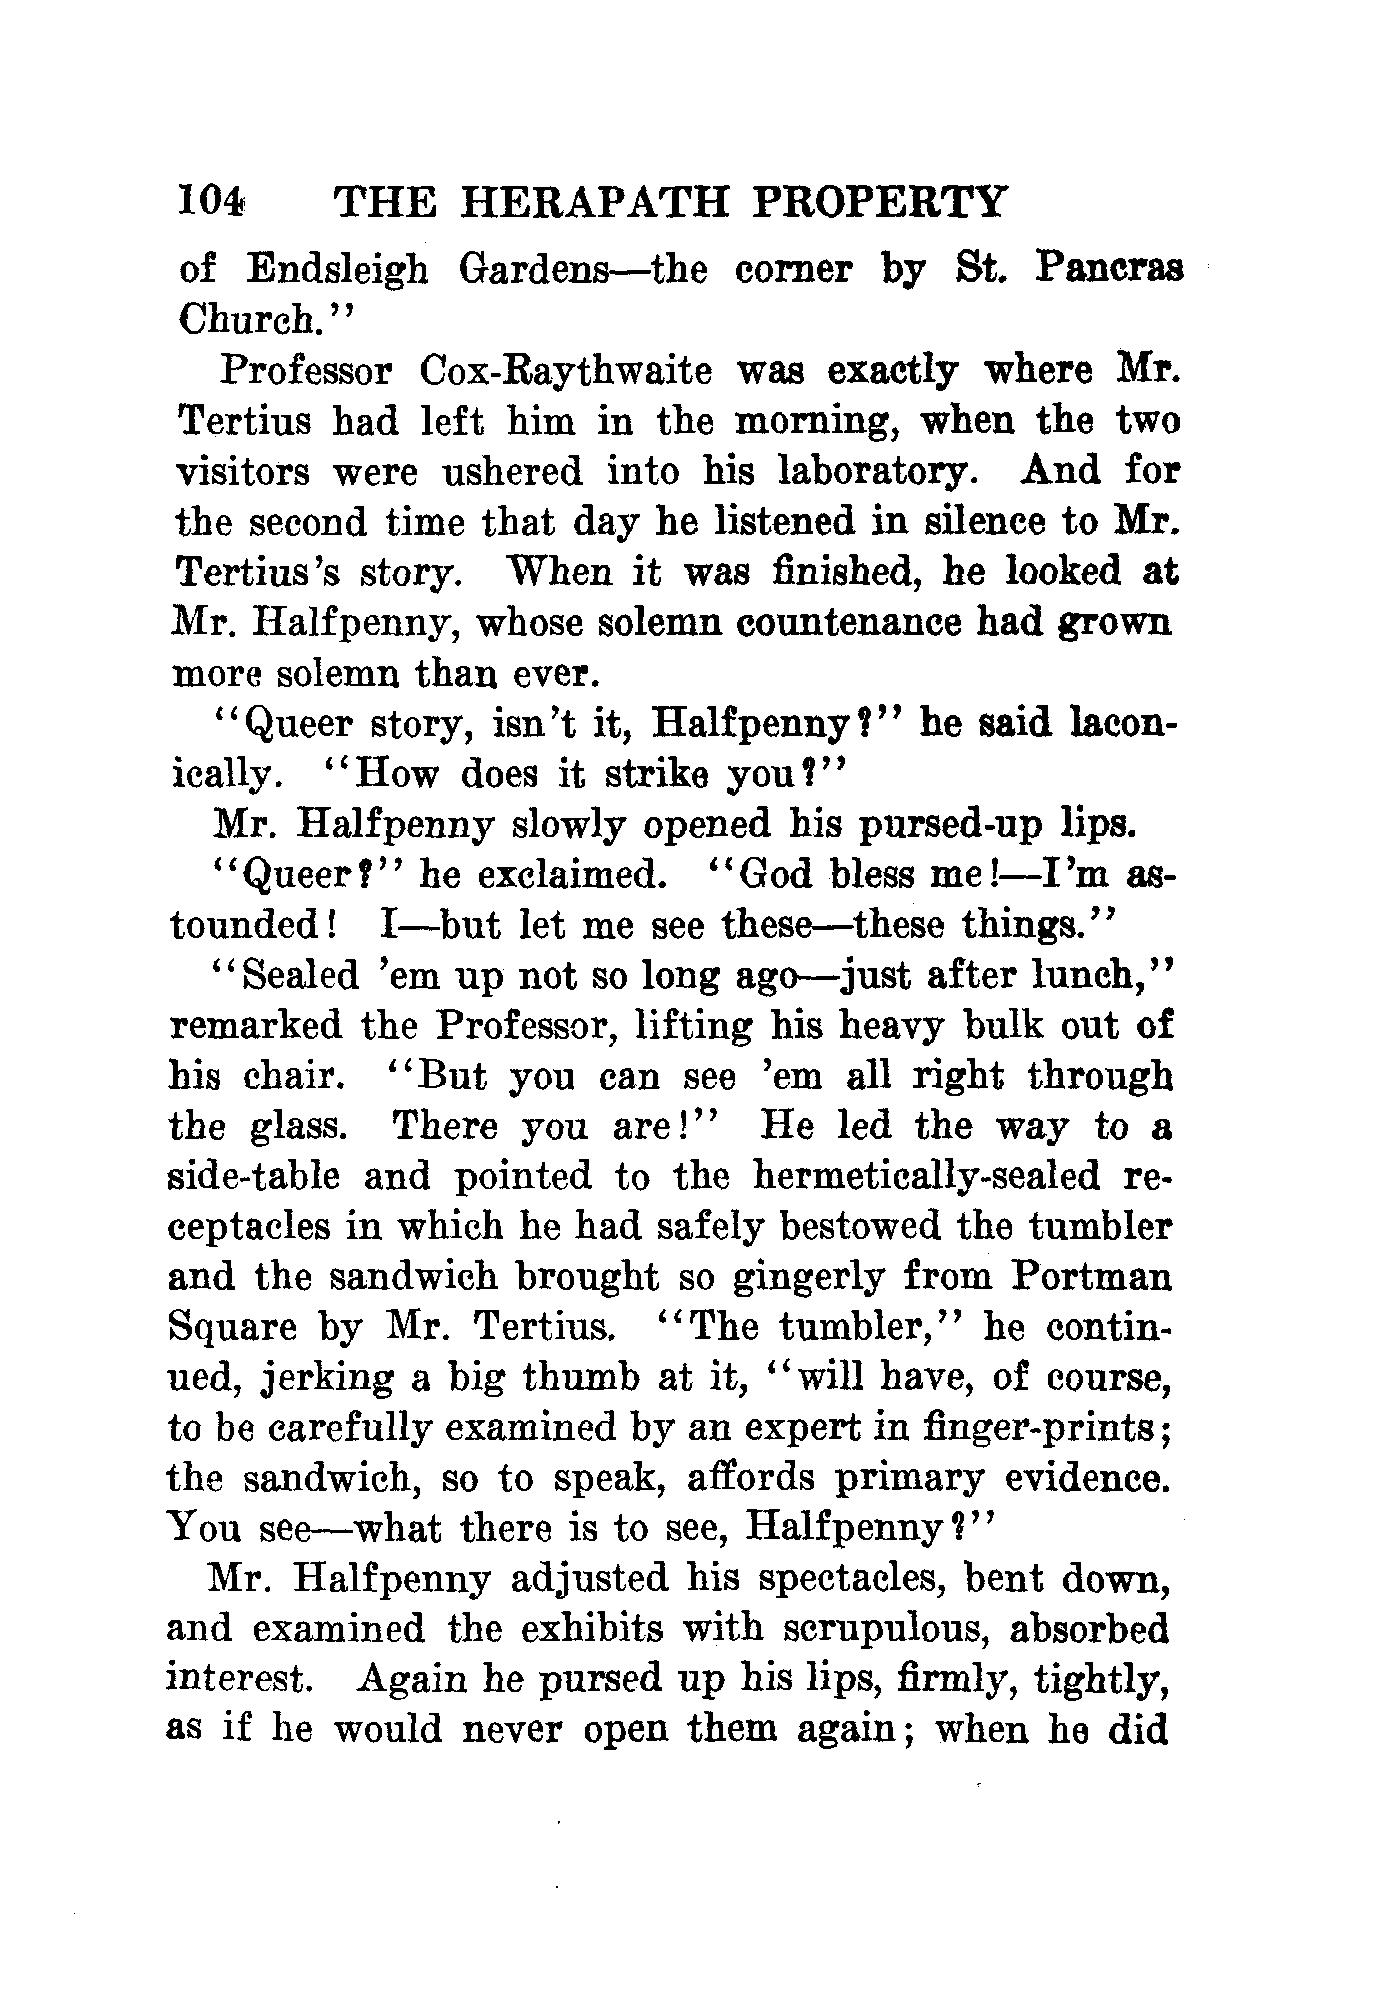 104 THE HERAPATH PROPERTY
of Endsleigh Gardens—the corner by St. Pancras
Church."
Professor Cox-Raythwaite was exactly where Mr.
Tertius had left him in the morning, when the two
visitors were ushered into his laboratory. And for
the second time that day he listened in silence to Mr.
Tertius's story. When it was finished, he looked at
Mr. Halfpenny, whose solemn countenance had grown
more solemn than ever.
"Queer story, isn't it, Halfpenny?" he said lacon-
ically. "How does it strike you?"
Mr. Halfpenny slowly opened his pursed-up lips.
"Queer?" he exclaimed. "God bless me!—I'm as-
tounded! I—but let me see these—these things."
"Sealed 'em up not so long ago—just after lunch,"
remarked the Professor, lifting his heavy bulk out of
his chair. "But you can see 'em all right through
the glass. There you are!" He led the way to a
side-table and pointed to the hermetically-sealed re-
ceptacles in which he had safely bestowed the tumbler
and the sandwich brought so gingerly from Portman
Square by Mr. Tertius. "The tumbler," he contin-
ued, jerking a big thumb at it, "will have, of course,
to be carefully examined by an expert in finger-prints;
the sandwich, so to speak, affords primary evidence.
You see—what there is to see, Halfpenny?"
Mr. Halfpenny adjusted his spectacles, bent down,
and examined the exhibits with scrupulous, absorbed
interest. Again he pursed up his lips, firmly, tightly,
as if he would never open them again; when he did